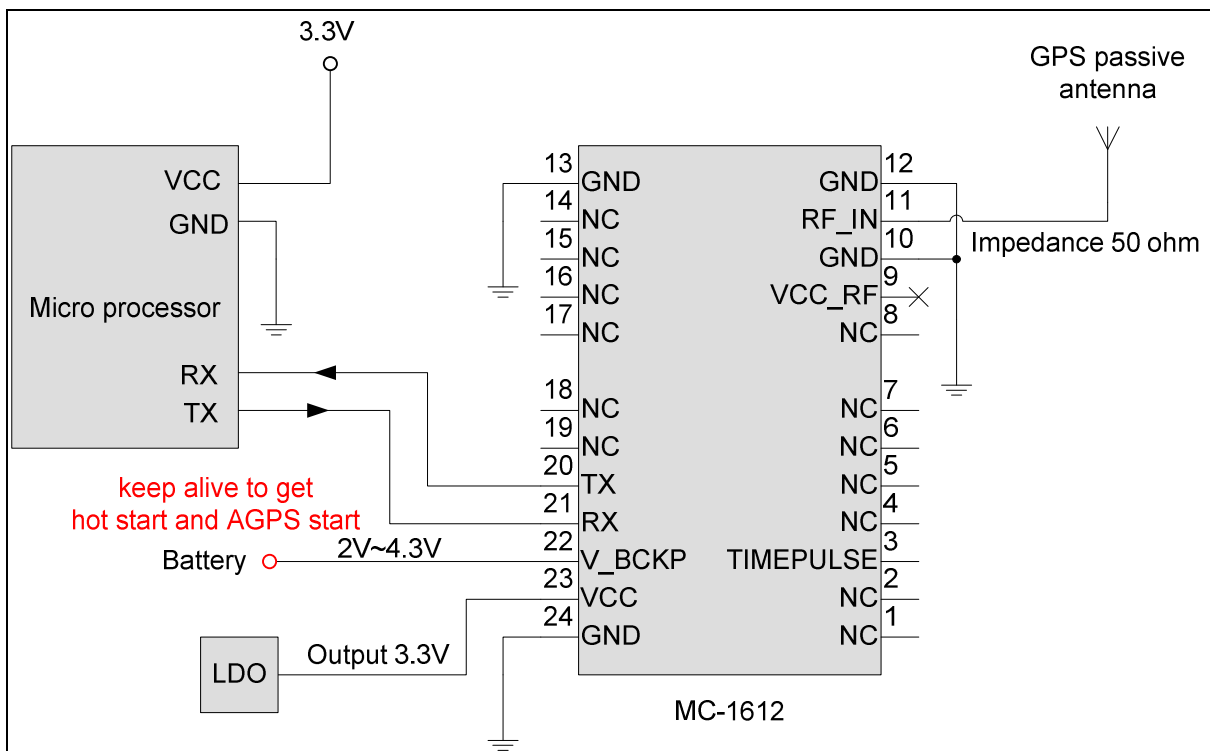 3.3V
GPS passive
antenna
VCC
GND
Micro processor
RX
TX
13
GND
14
NC
15
NC
16
NC
17
NC
18
NC
19
NC
20
TX
21
RX
22
V_BCKP
23
VCC
24
GND
12
GND
11
RF_IN
10
GND
9
VCC_RF
8
NC
7
NC
6
NC
5
NC
4
NC
3
TIMEPULSE
2
NC
1
NC
Impedance 50 ohm
keep alive to get
hot start and AGPS start
Battery
2V~4.3V
LDO
Output 3.3V
MC-1612